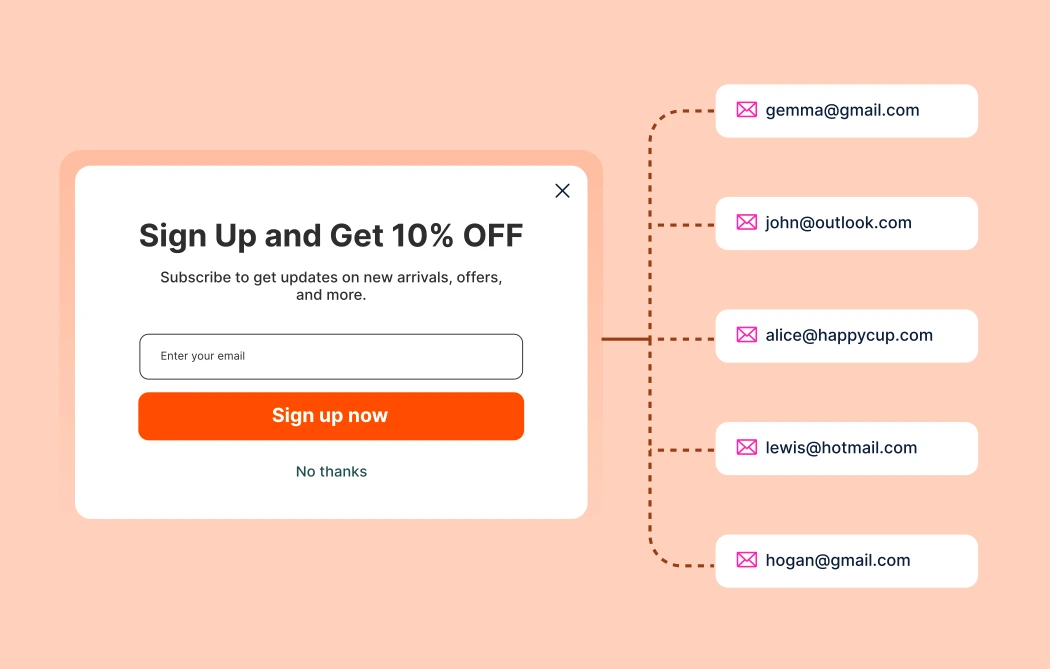 Sign Up and Get 10% OFF
Subscribe to get updates on new arrivals, offers,
and more.
Enter your email
Sign up now
No thanks
gemma@gmail.com
john@outlook.com
alice@happycup.com
lewis@hotmail.com
hogan@gmail.com